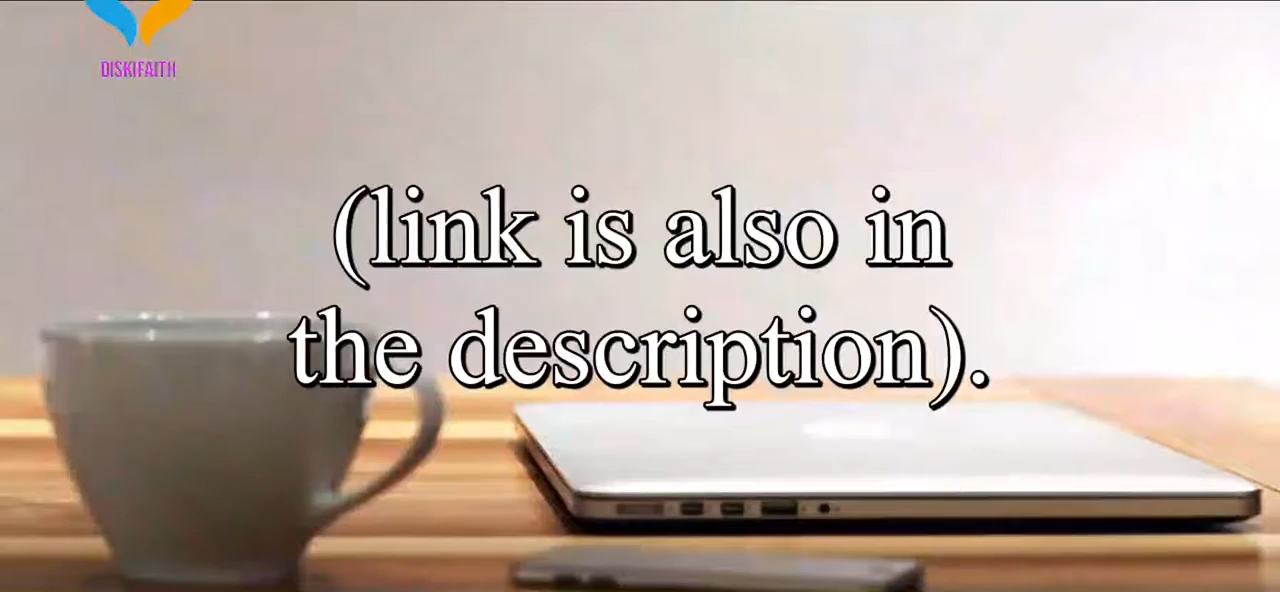 DISKIFAITH
(link is also in
the description).